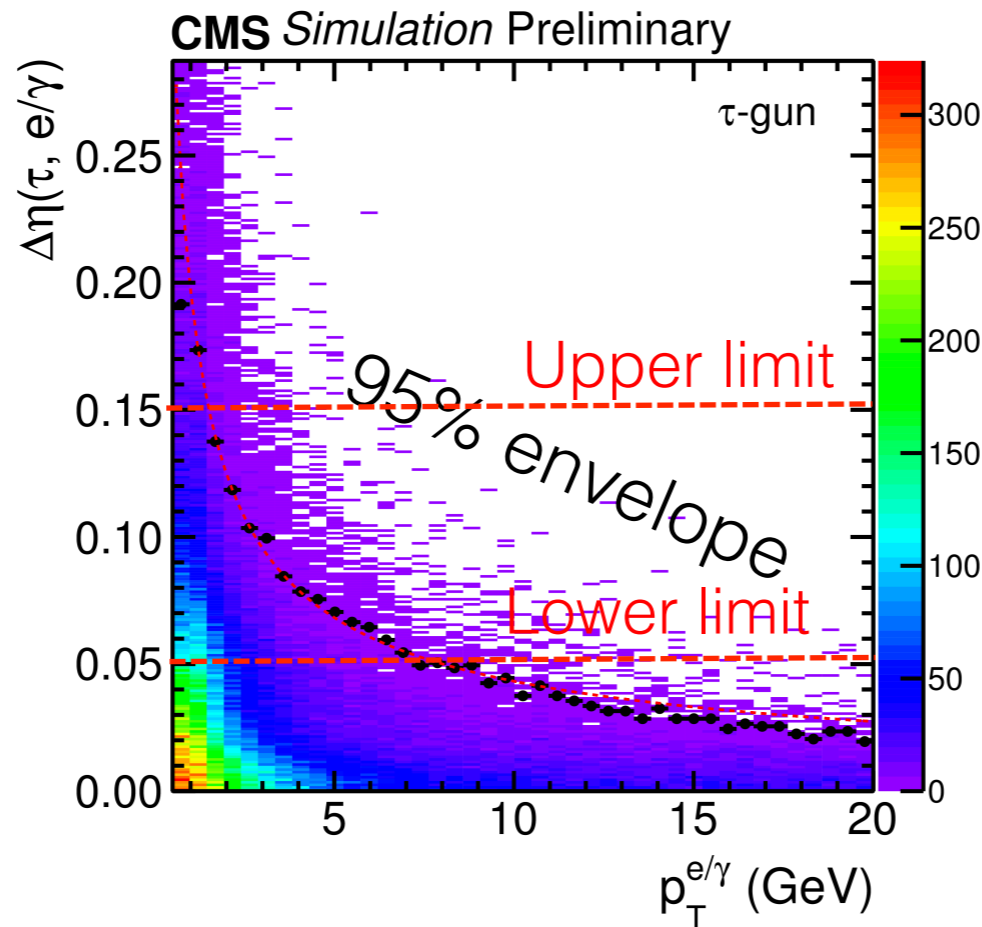 CMS Simulation Preliminary
Δη(τ, e/γ)
τ-gun
0.25
0.20
0.15
0.10
0.05
0.00
Upper limit
95% envelope
Lower limit
300
250
200
150
100
50
0
5
10
15
20
p_T^{e/γ} (GeV)